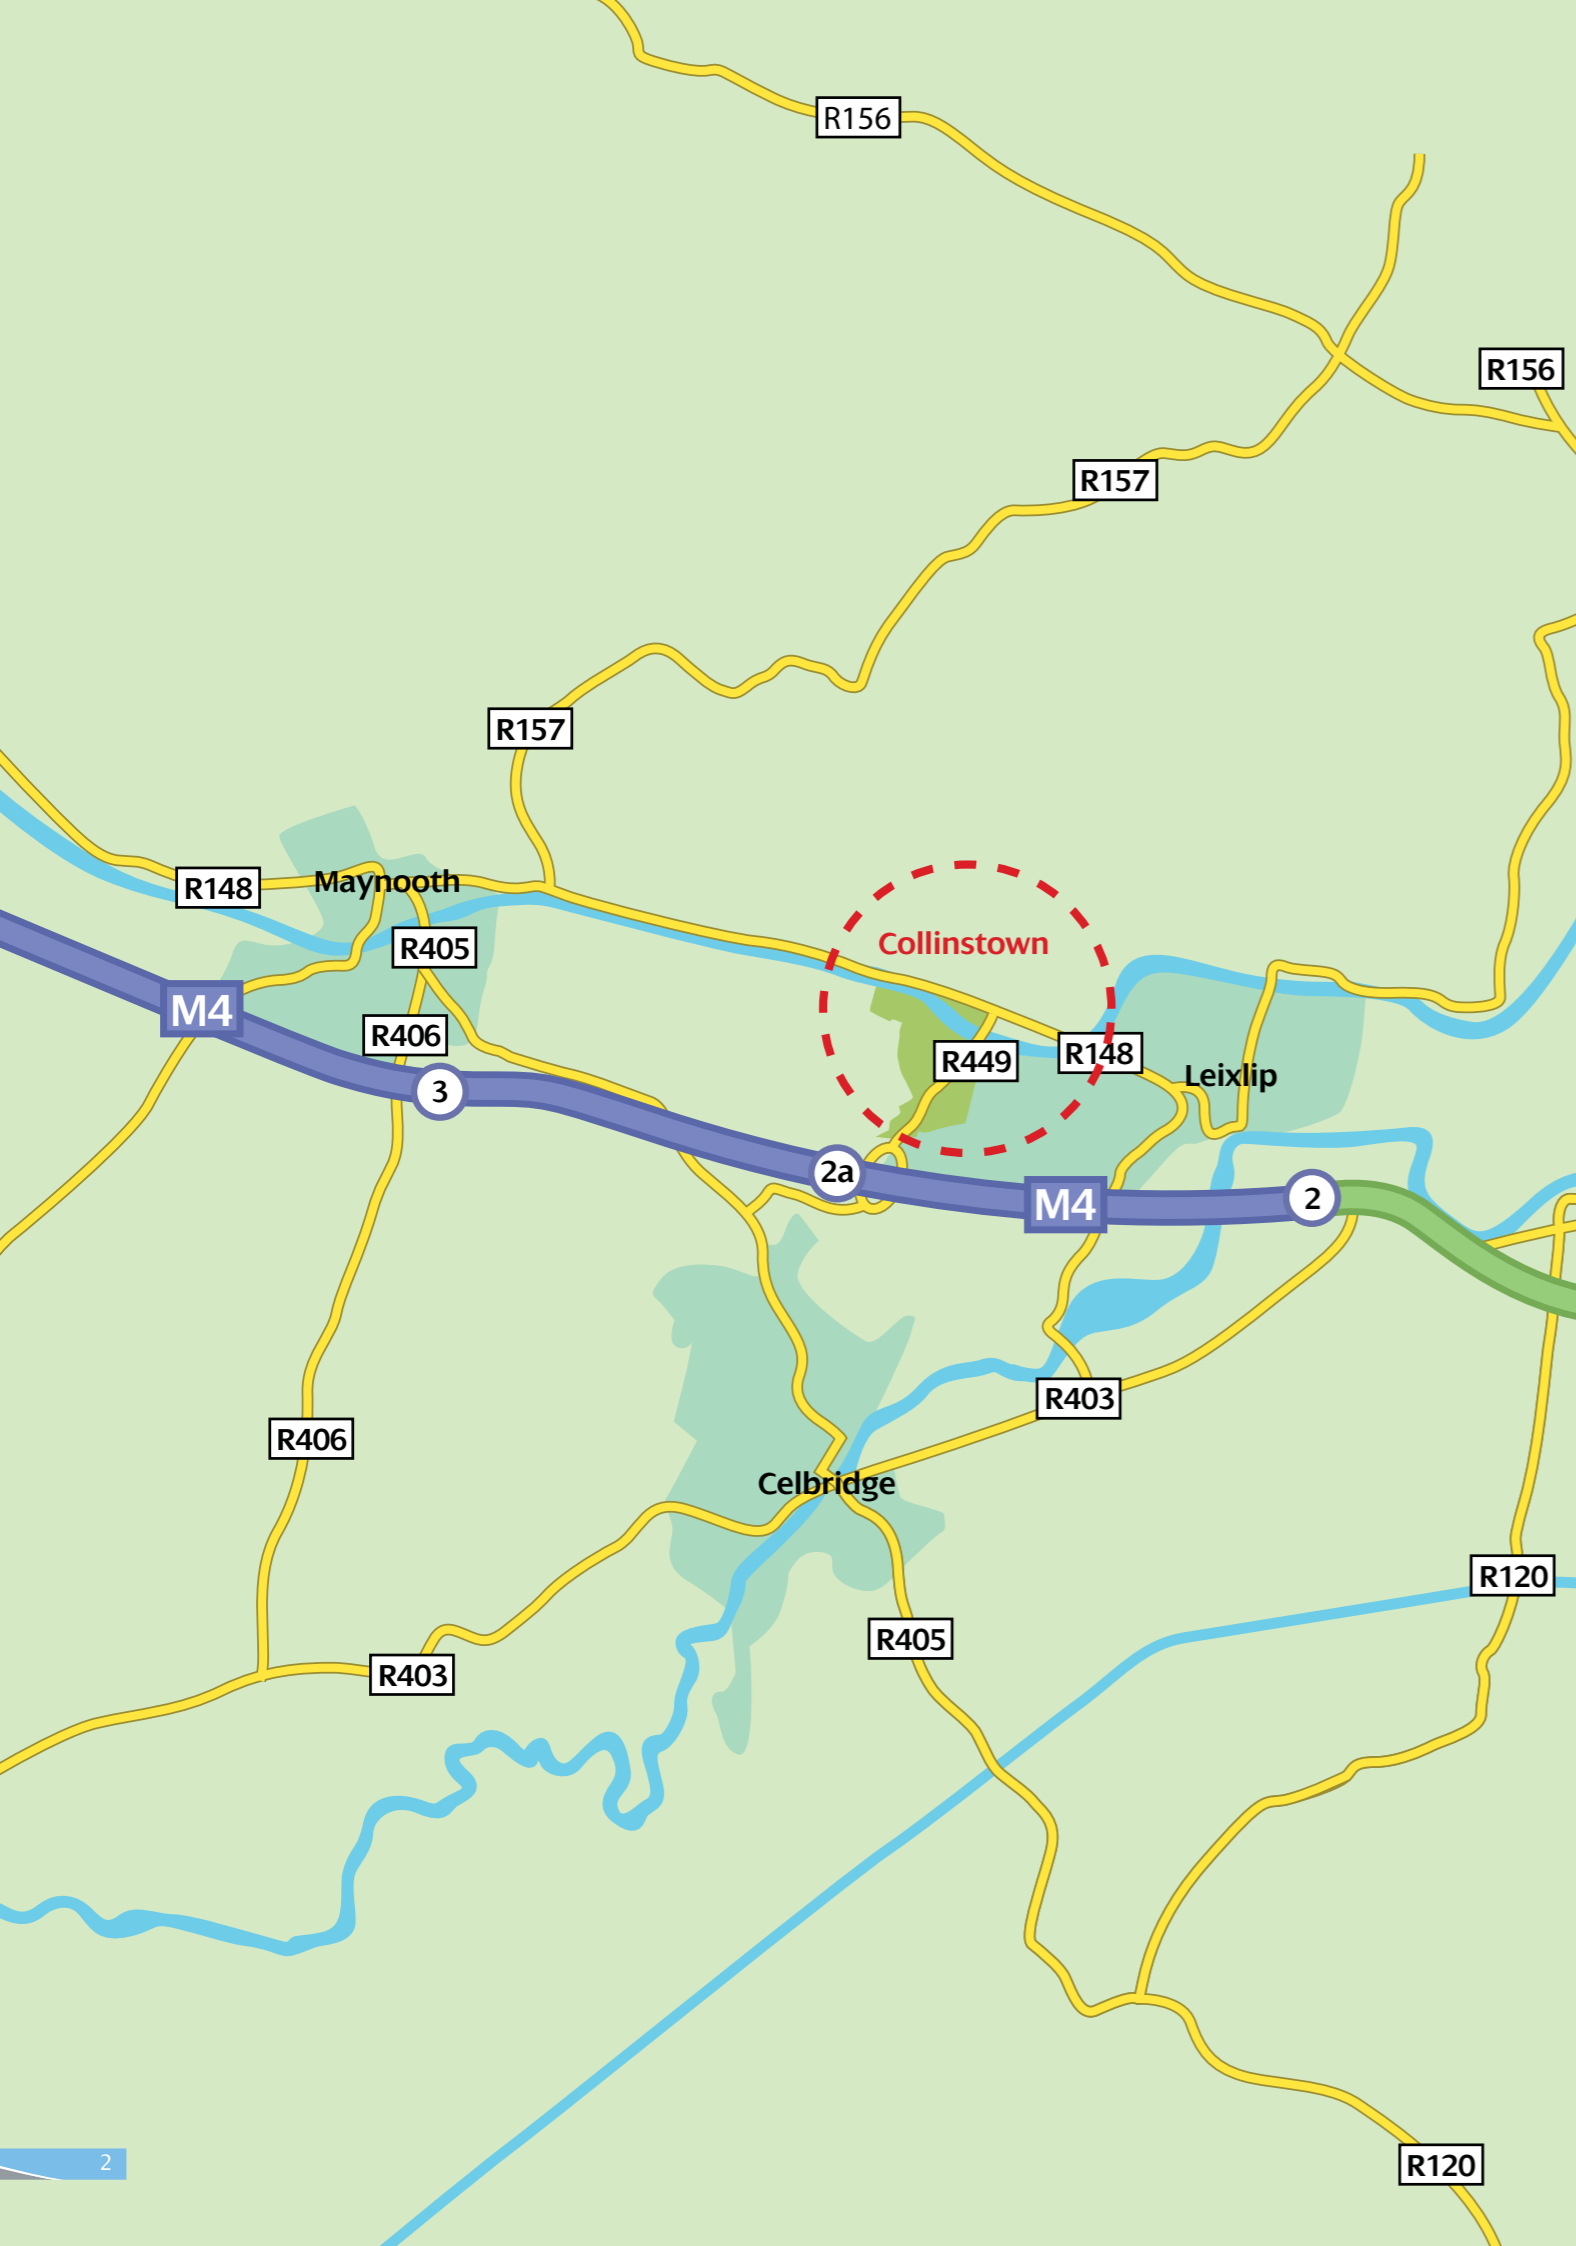 R156
R156
R157
R157
R148
Maynooth
R405
Collinstown
M4
R406
R449
R148
Leixlip
3
2a
M4
2
R406
R403
Celbridge
R120
R405
R403
2
R120